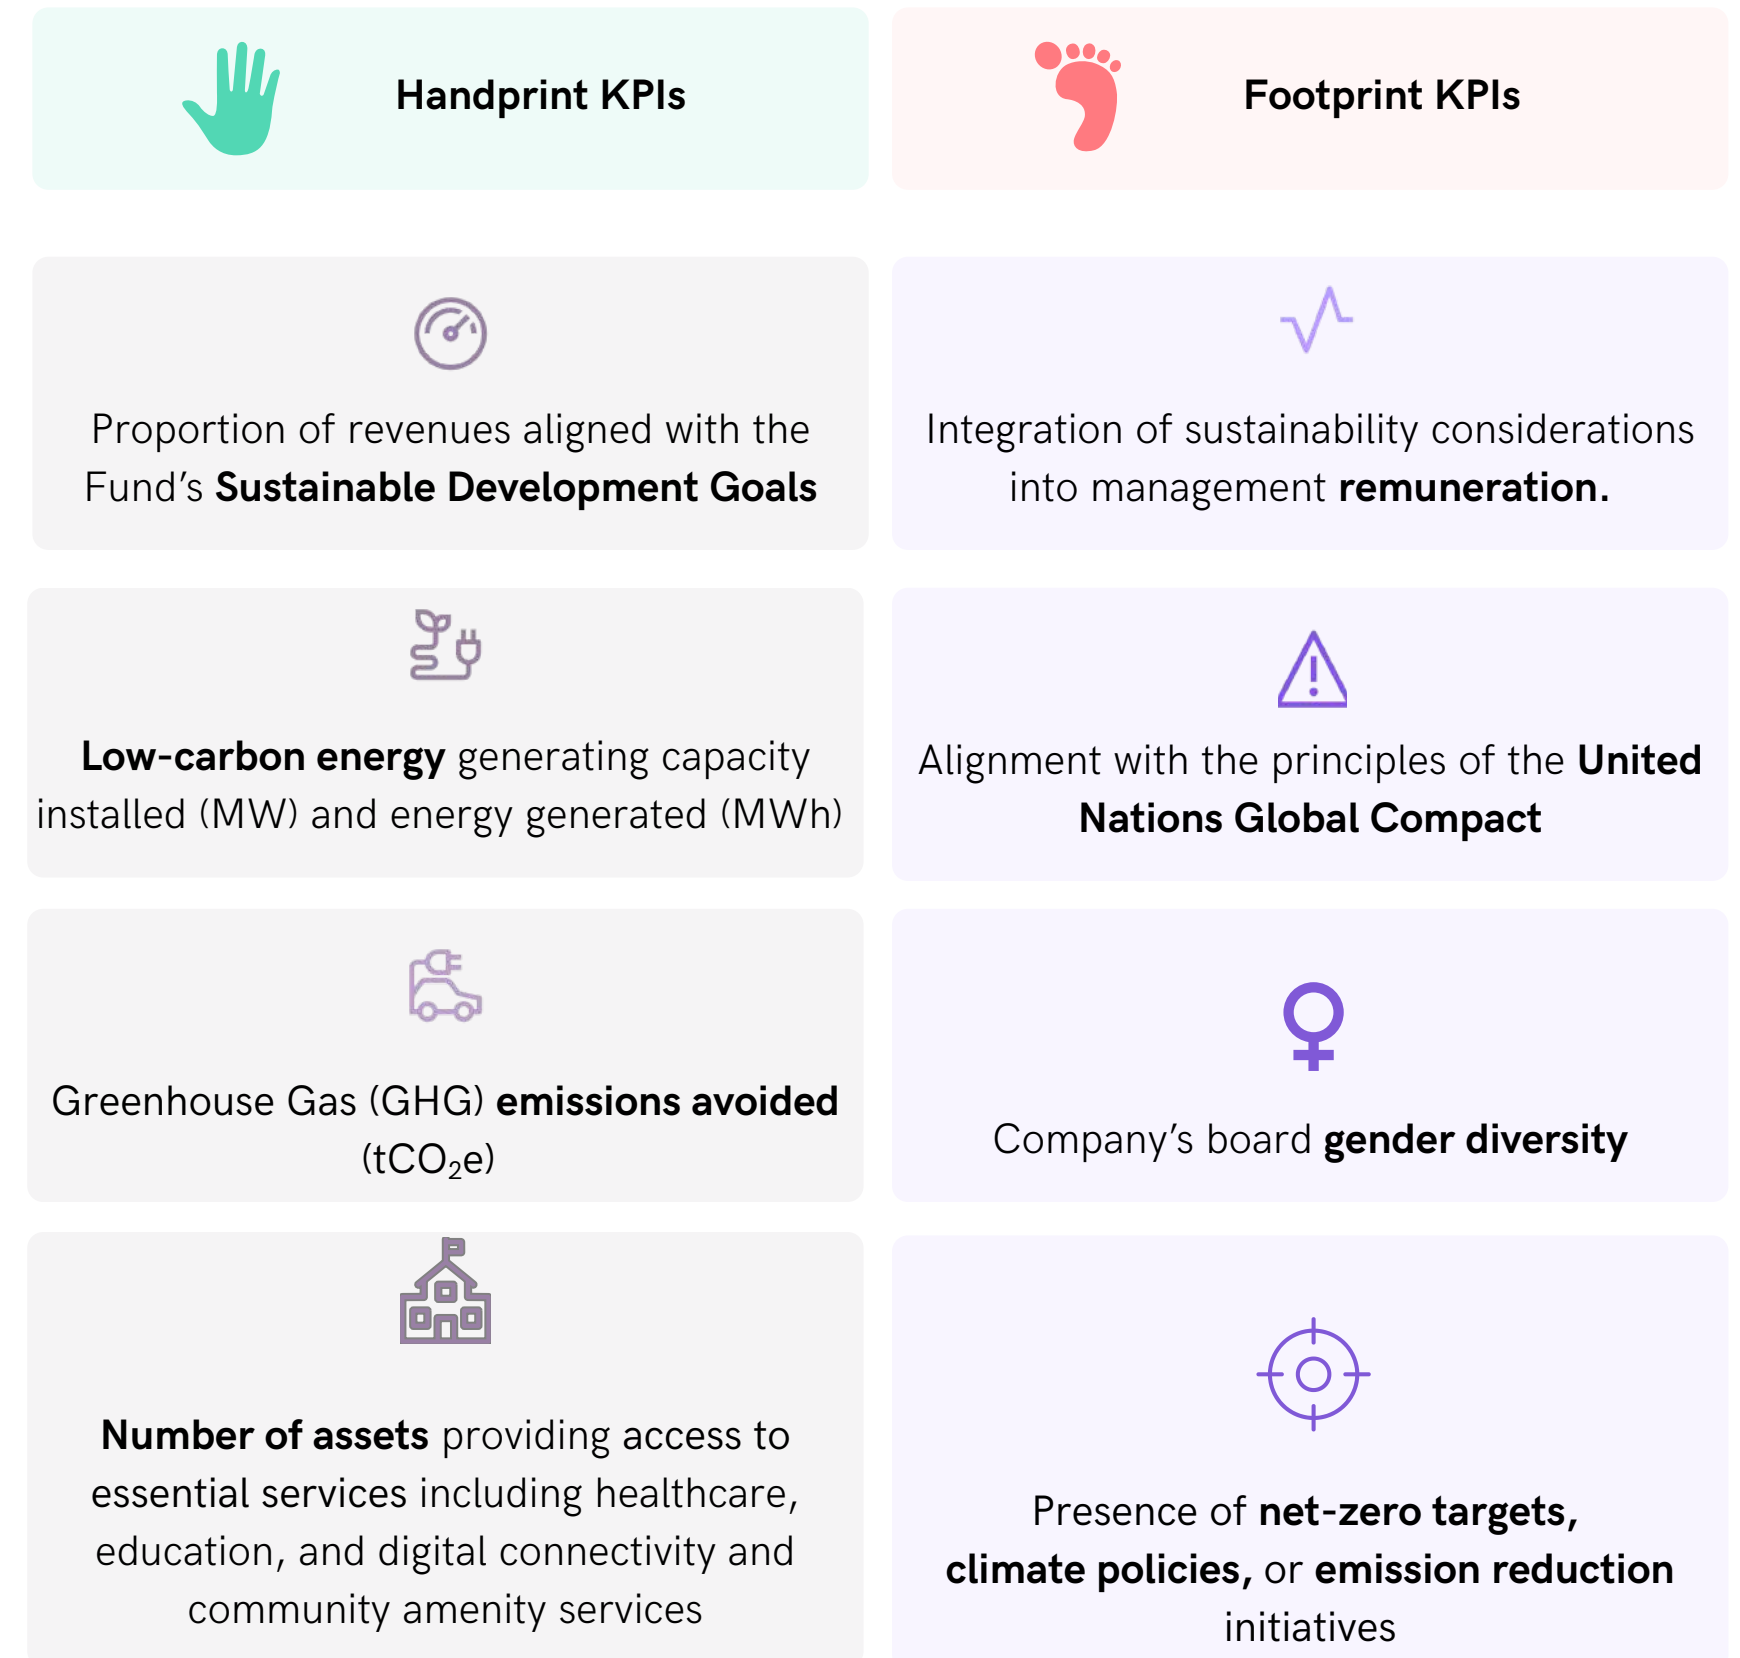 Handprint KPIs
Footprint KPIs
Proportion of revenues aligned with the
Fund’s Sustainable Development Goals
Integration of sustainability considerations
into management remuneration.
Low-carbon energy generating capacity
installed (MW) and energy generated (MWh)
Alignment with the principles of the United
Nations Global Compact
Greenhouse Gas (GHG) emissions avoided
(tCO₂e)
Company’s board gender diversity
Number of assets providing access to
essential services including healthcare,
education, and digital connectivity and
community amenity services
Presence of net-zero targets,
climate policies, or emission reduction
initiatives